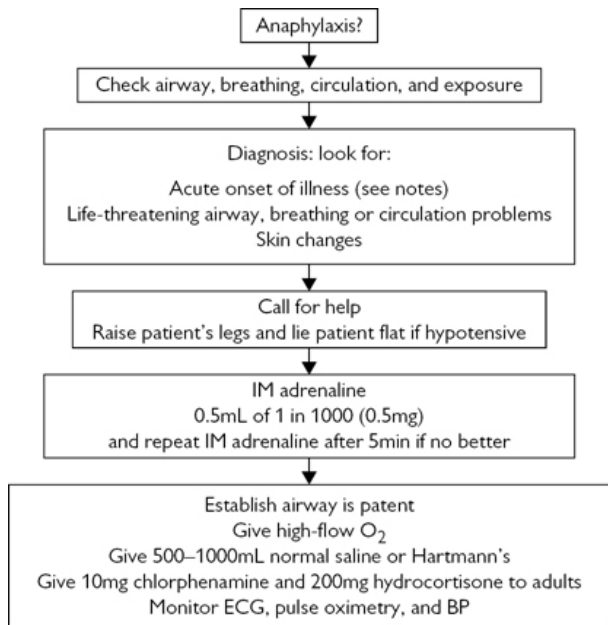 Anaphylaxis?
Check airway, breathing, circulation, and exposure
Diagnosis: look for:
Acute onset of illness (see notes)
Life-threatening airway, breathing or circulation problems
Skin changes
Call for help
Raise patient's legs and lie patient flat if hypotensive
IM adrenaline
0.5mL of 1 in 1000 (0.5mg)
and repeat IM adrenaline after 5min if no better
Establish airway is patent
Give high-flow O₂
Give 500–1000mL normal saline or Hartmann's
Give 10mg chlorphenamine and 200mg hydrocortisone to adults
Monitor ECG, pulse oximetry, and BP